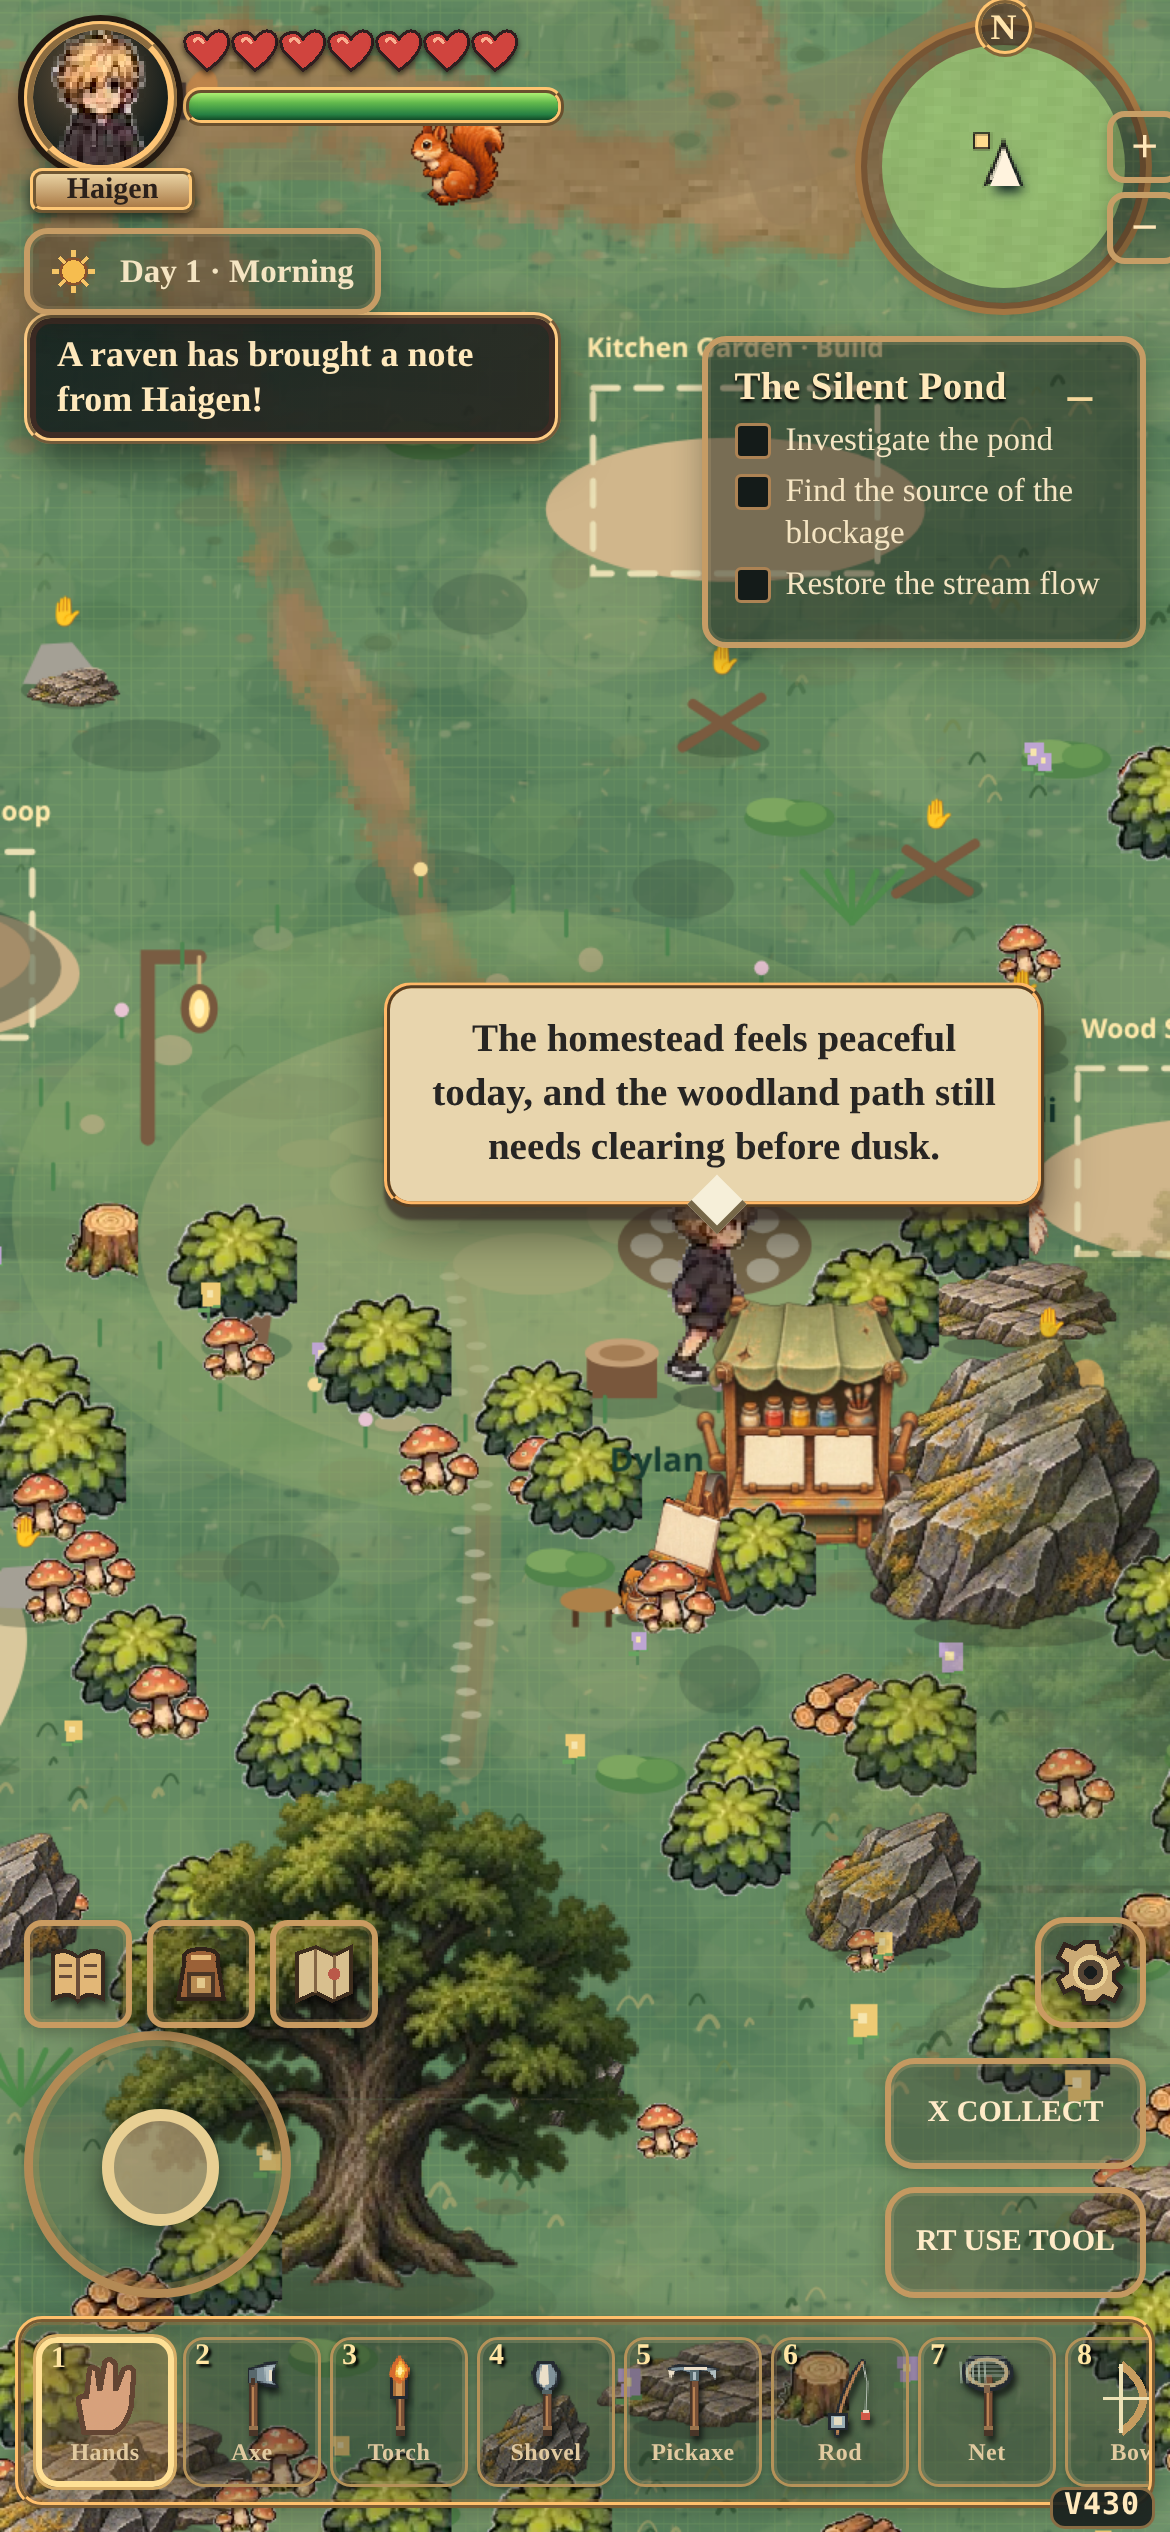 N
Haigen
+
−
Day 1 · Morning
A raven has brought a note
from Haigen!
Kitchen Garden · Build
The Silent Pond
–
Investigate the pond
Find the source of the
blockage
Restore the stream flow
oop
Wood S
The homestead feels peaceful
today, and the woodland path still
needs clearing before dusk.
Dylan
X COLLECT
RT USE TOOL
1 2 3 4 5 6 7 8
Hands Axe Torch Shovel Pickaxe Rod Net Bow
V430